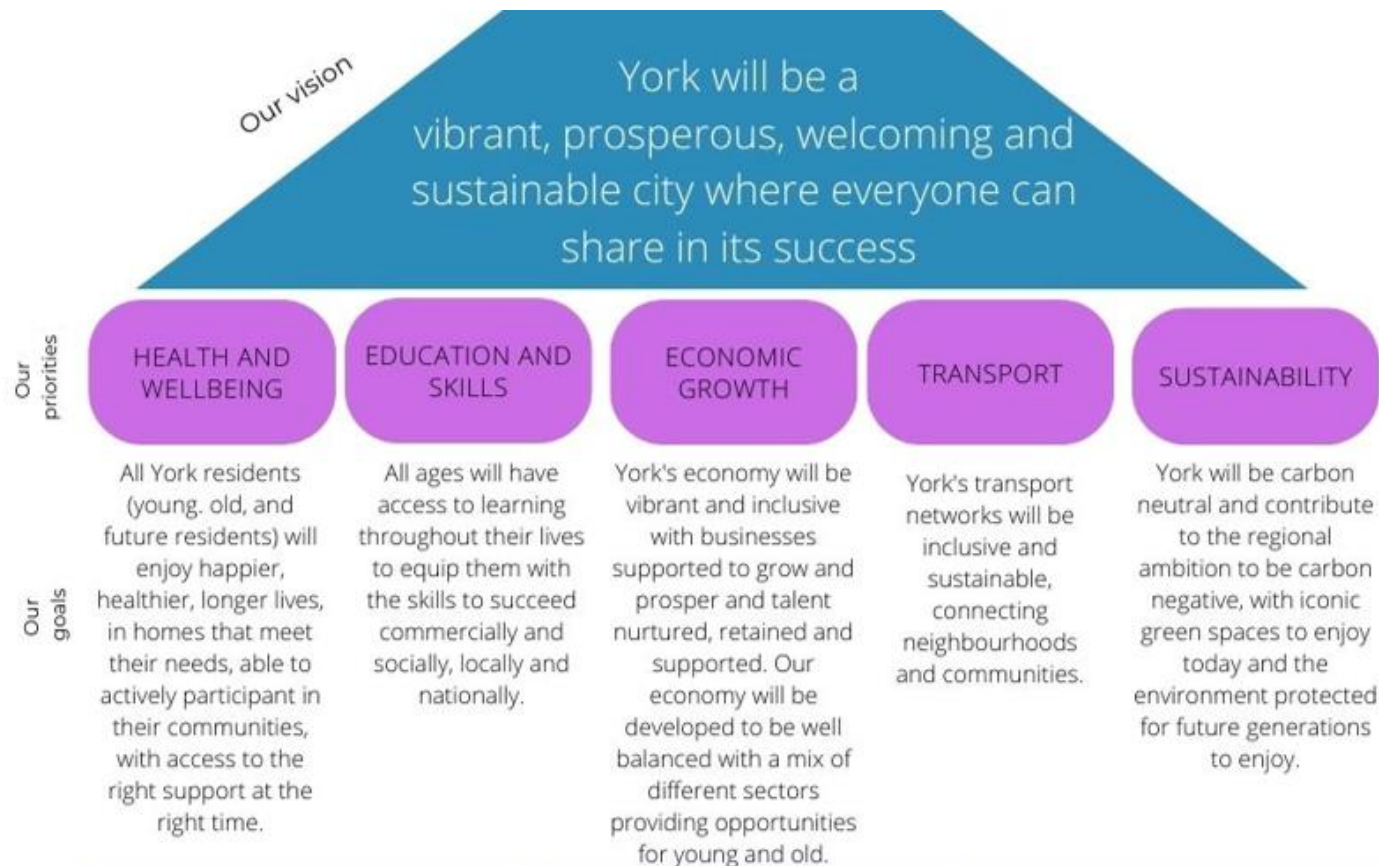 Our vision
York will be a
vibrant, prosperous, welcoming and
sustainable city where everyone can
share in its success
Our
priorities
HEALTH AND
WELLBEING
EDUCATION AND
SKILLS
ECONOMIC
GROWTH
TRANSPORT
SUSTAINABILITY
Our
goals
All York residents
(young. old, and
future residents) will
enjoy happier,
healthier, longer lives,
in homes that meet
their needs, able to
actively participant in
their communities,
with access to the
right support at the
right time.
All ages will have
access to learning
throughout their lives
to equip them with
the skills to succeed
commercially and
socially, locally and
nationally.
York's economy will be
vibrant and inclusive
with businesses
supported to grow and
prosper and talent
nurtured, retained and
supported. Our
economy will be
developed to be well
balanced with a mix of
different sectors
providing opportunities
for young and old.
York's transport
networks will be
inclusive and
sustainable,
connecting
neighbourhoods
and communities.
York will be carbon
neutral and contribute
to the regional
ambition to be carbon
negative, with iconic
green spaces to enjoy
today and the
environment protected
for future generations
to enjoy.